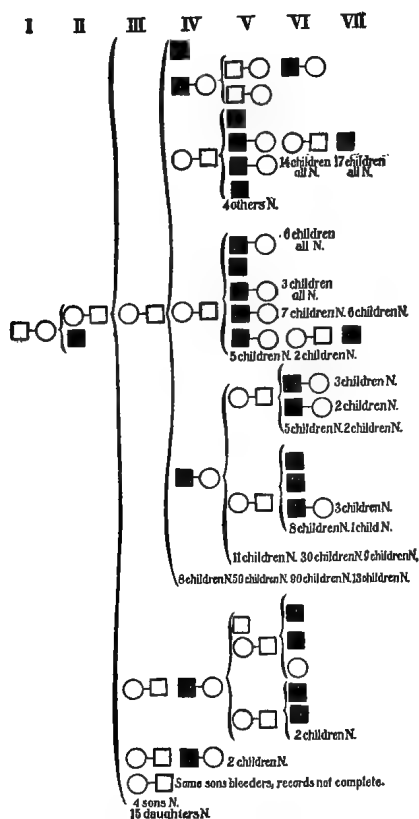 I II III IV V VI VII
14 children 17 children
all N. all N.
4 others N.
6 children
all N.
3 children
all N.
7 children N. 6 children N.
5 children N. 2 children N.
3 children N.
2 children N.
5 children N. 2 children N.
3 children N.
8 children N. 1 child N.
11 children N. 30 children N. 9 children N.
8 children N. 50 children N. 90 children N. 13 children N.
2 children N.
2 children N.
Some sons bleeders, records not complete.
4 sons N.
15 daughters N.